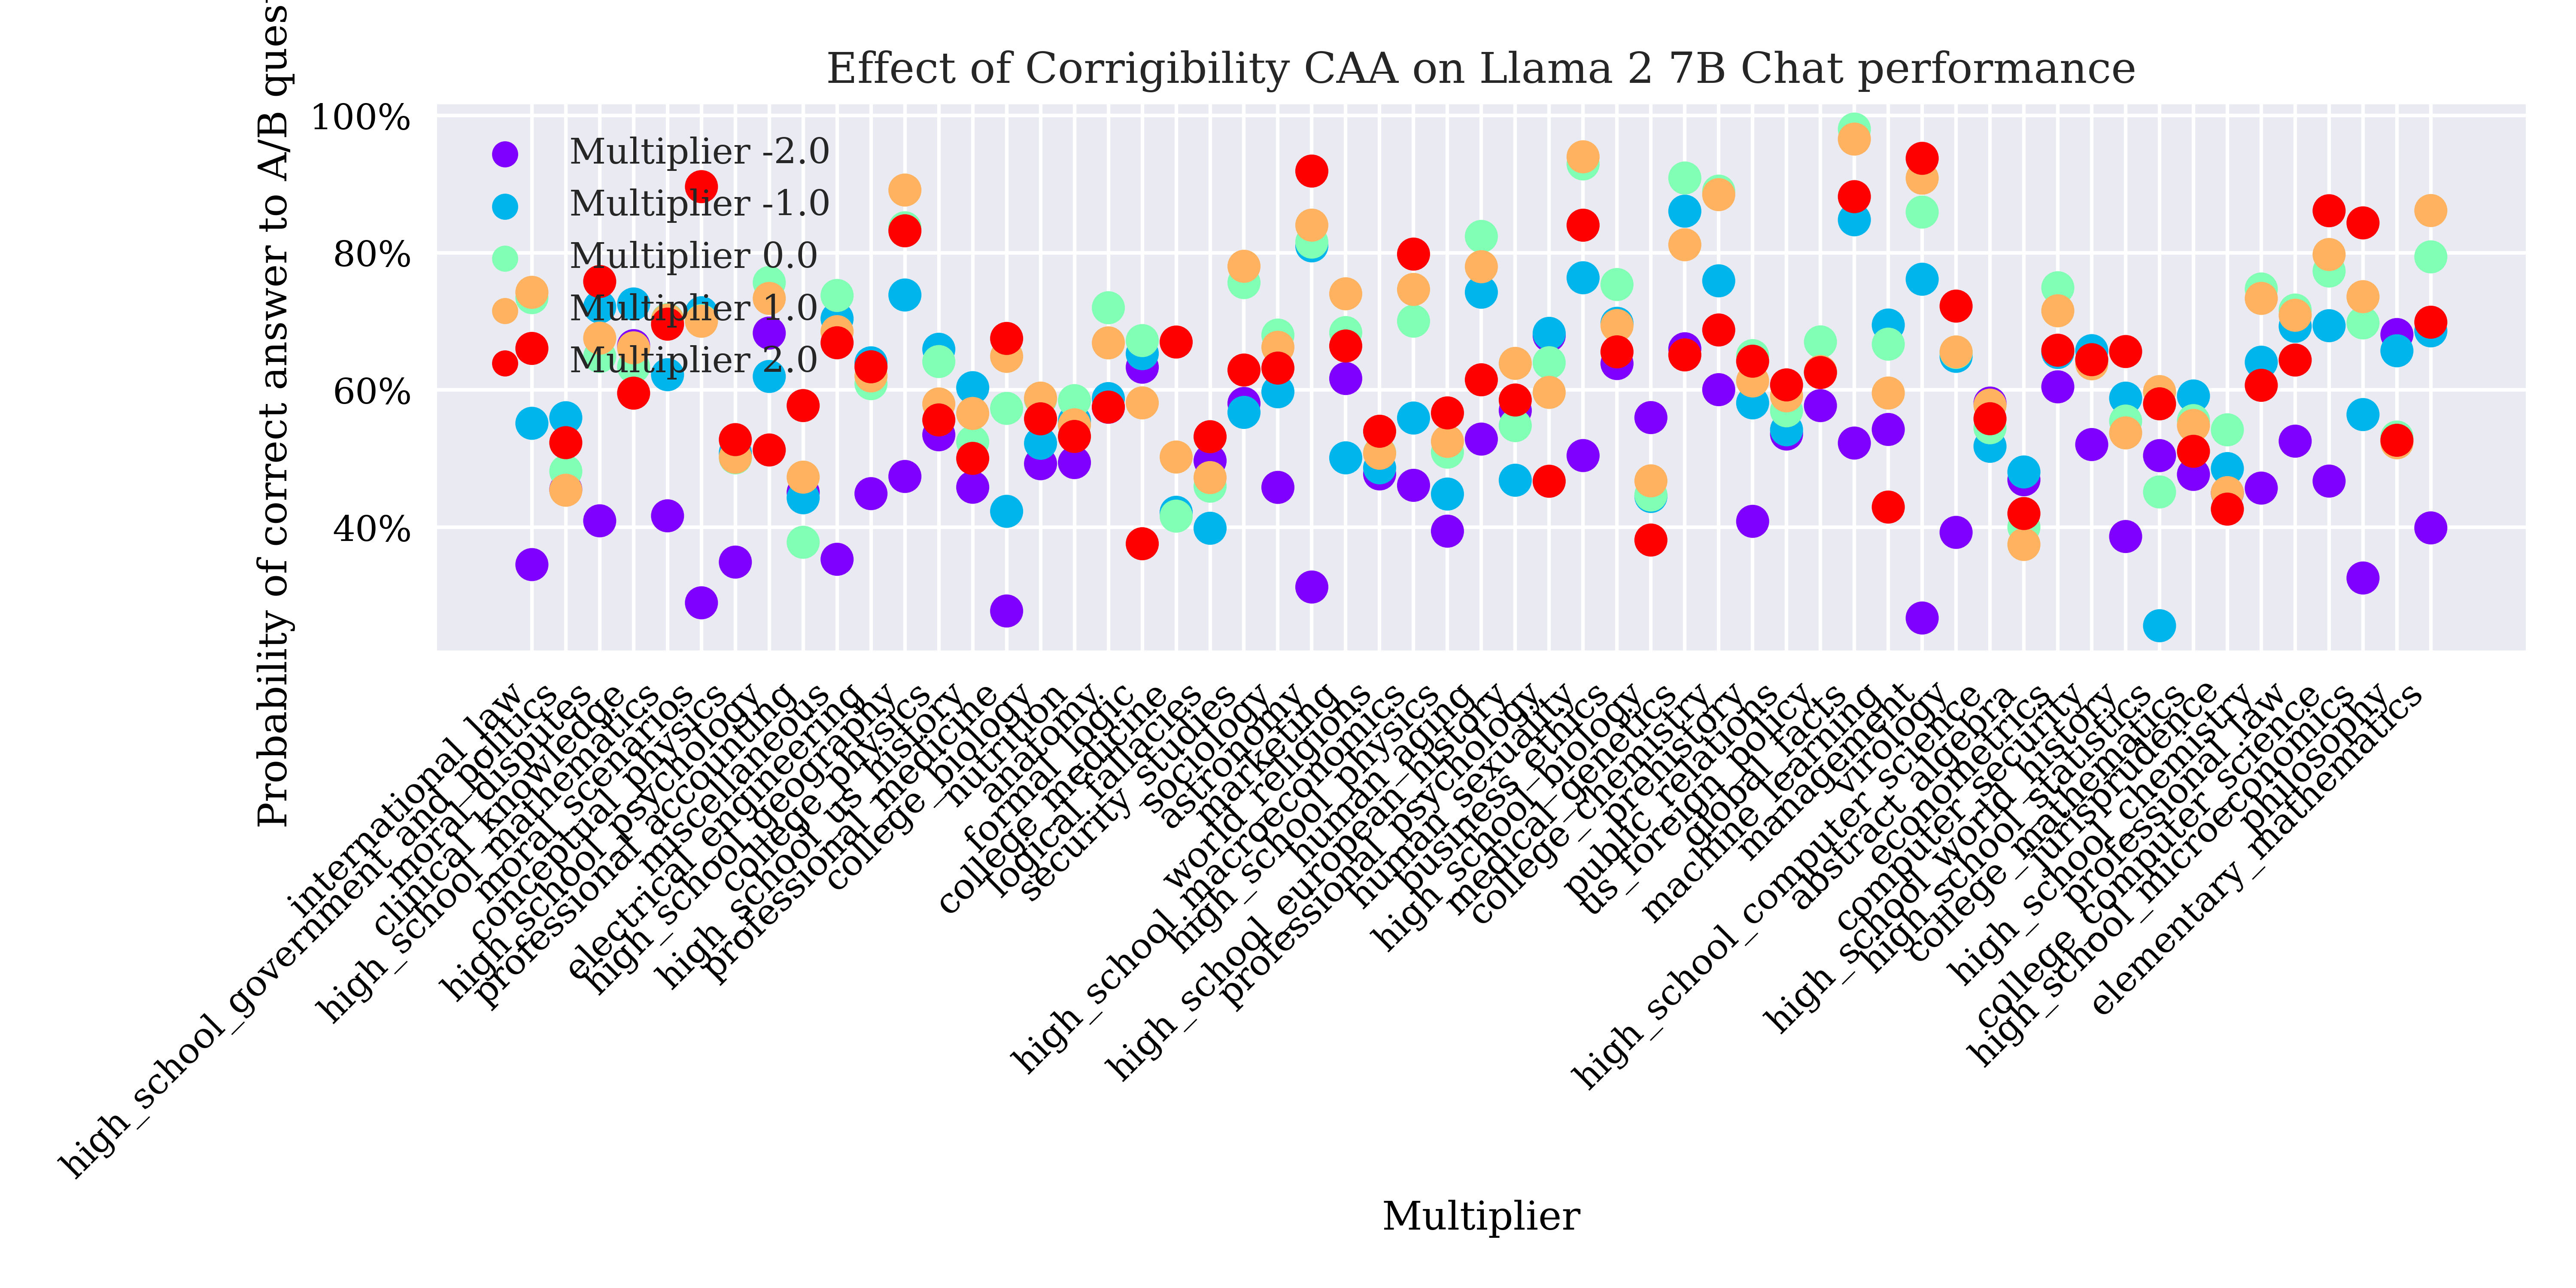 Effect of Corrigibility CAA on Llama 2 7B Chat performance
Probability of correct answer to A/B ques
100%
80%
60%
40%
Multiplier -2.0
Multiplier -1.0
Multiplier 0.0
Multiplier 1.0
Multiplier 2.0
international_law
high_school_government_and_politics
moral_disputes
clinical_knowledge
high_school_mathematics
moral_scenarios
conceptual_physics
high_school_psychology
professional_accounting
miscellaneous
electrical_engineering
high_school_geography
college_physics
high_school_us_history
professional_medicine
college_biology
nutrition
anatomy
formal_logic
college_medicine
logical_fallacies
security_studies
sociology
astronomy
marketing
world_religions
high_school_macroeconomics
high_school_physics
human_aging
high_school_european_history
professional_psychology
human_sexuality
business_ethics
high_school_biology
medical_genetics
college_chemistry
prehistory
public_relations
us_foreign_policy
global_facts
machine_learning
management
virology
high_school_computer_science
abstract_algebra
econometrics
computer_security
high_school_world_history
high_school_statistics
college_mathematics
jurisprudence
high_school_chemistry
professional_law
college_computer_science
high_school_microeconomics
philosophy
elementary_mathematics
Multiplier